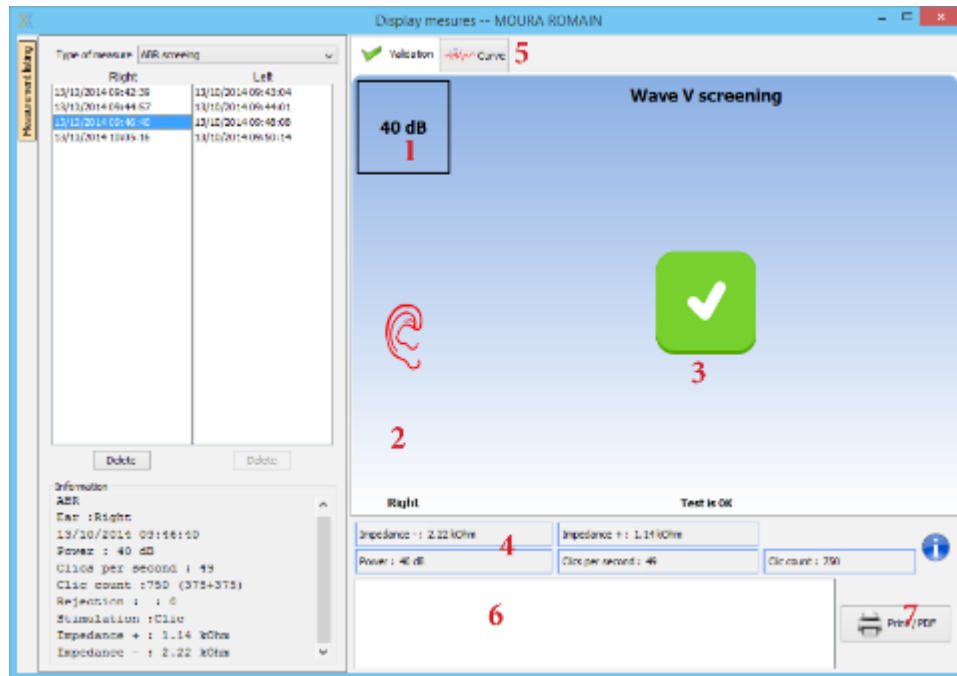 Display mesures -- MOURA ROMAIN
Measurement listing
Type of measure ABR screeing
Right Left
13/10/2014 09:42:39 13/10/2014 09:43:04
13/10/2014 09:44:57 13/10/2014 09:44:01
13/10/2014 09:46:40 13/10/2014 09:48:08
13/10/2014 10:05:16 13/10/2014 09:50:14
Delete Delete
Information
ABR
Ear :Right
13/10/2014 09:46:40
Power : 40 dB
Clics per second : 49
Clic count :750 (375+375)
Rejection : : 0
Stimulation :Clic
Impedance + : 1.14 kOhm
Impedance - : 2.22 kOhm
Validation Curve 5
Wave V screening
40 dB
1
2
3
Right Test is OK
Impedance - : 2.22 kOhm Impedance + : 1.14 kOhm
4
Power : 40 dB Clics per second : 49 Clic count : 750
6
7
Print / PDF